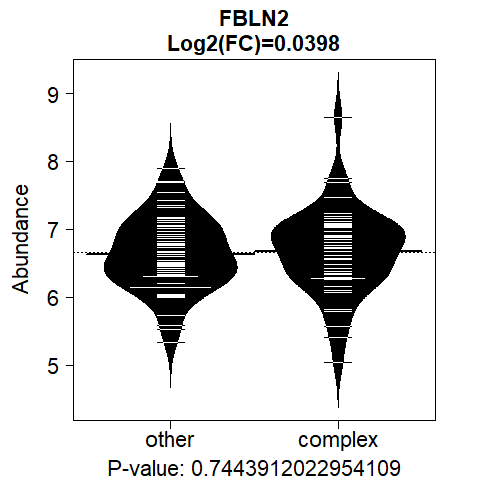 FBLN2
Log2(FC)=0.0398
Abundance
9
8
7
6
5
other complex
P-value: 0.7443912022954109